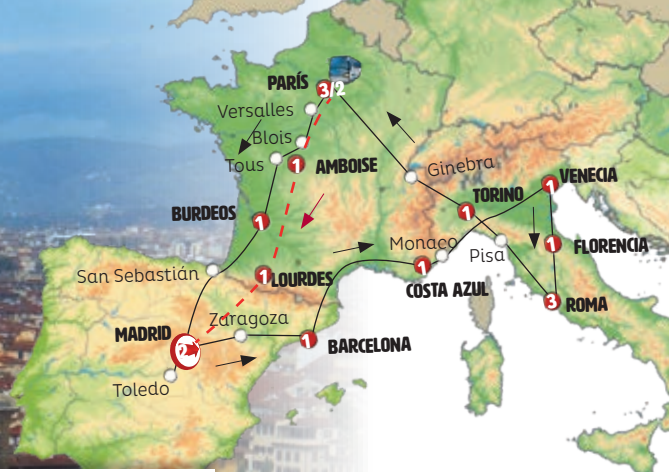 PARÍS
3/2
Versalles
Blois
Tous
1
AMBOISE
Ginebra
VENECIA
1
TORINO
1
BURDEOS
1
Monaco
Pisa
1
FLORENCIA
San Sebastián
1
LOURDES
1
COSTA AZUL
3
ROMA
MADRID
2
Zaragoza
1
BARCELONA
Toledo